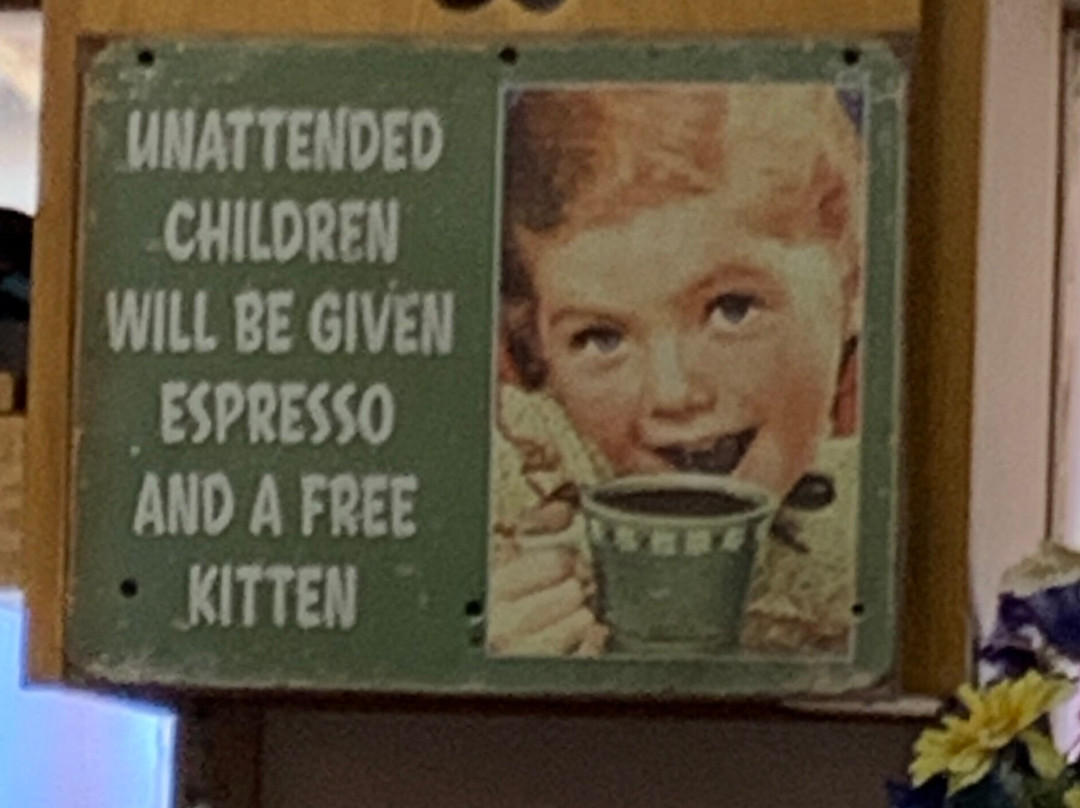 UNATTENDED
CHILDREN
WILL BE GIVEN
ESPRESSO
AND A FREE
KITTEN